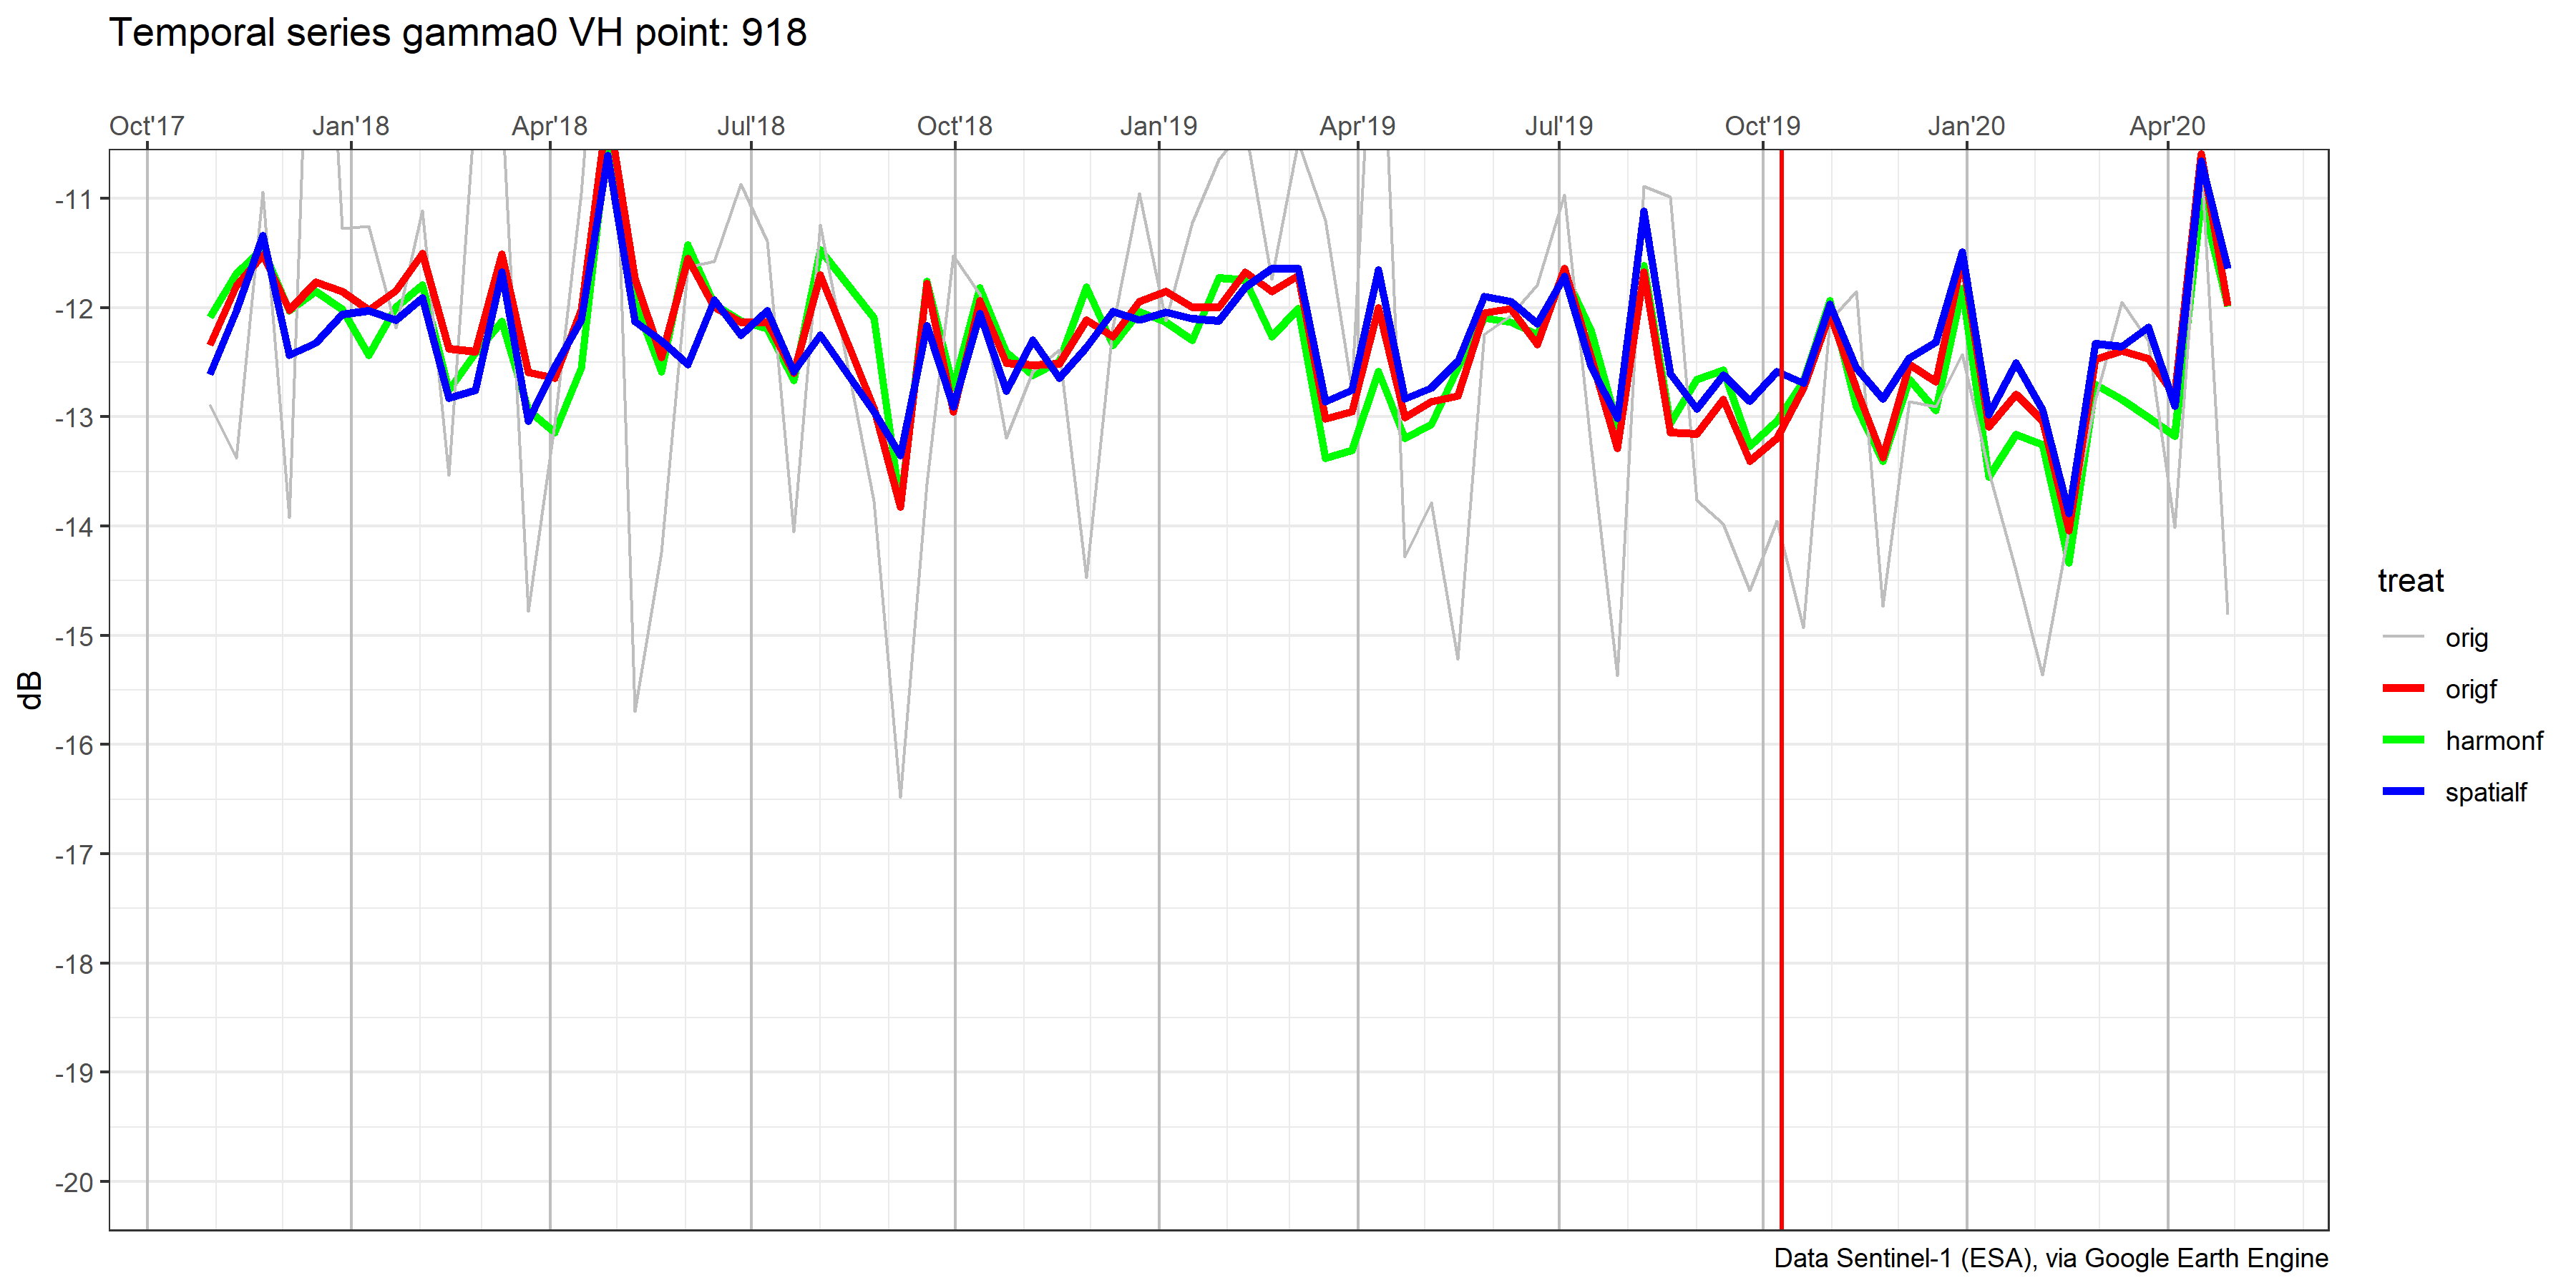 Temporal series gamma0 VH point: 918
Oct'17 Jan'18 Apr'18 Jul'18 Oct'18 Jan'19 Apr'19 Jul'19 Oct'19 Jan'20 Apr'20
-11
-12
-13
-14
-15
-16
-17
-18
-19
-20
dB
treat
orig
origf
harmonf
spatialf
Data Sentinel-1 (ESA), via Google Earth Engine